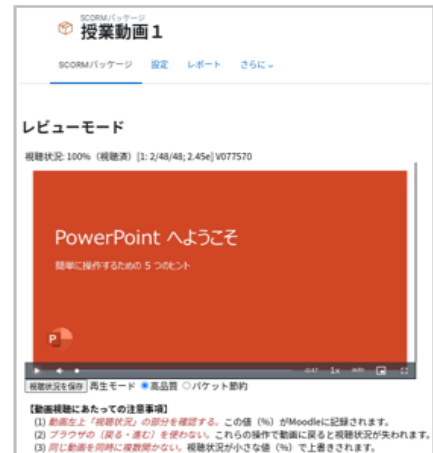 SCORMパッケージ
授業動画１
SCORMパッケージ 設定 レポート さらに
レビューモード
視聴状況: 100%（視聴済）[1: 2/48/48; 2.45e] V077570
PowerPoint へようこそ
簡単に操作するための 5 つのヒント
P
-0:47 1x auto
視聴状況を保存 再生モード 高品質 パケット節約
【動画視聴にあたっての注意事項】
(1) 動画左上「視聴状況」の部分を確認する。この値（%）がMoodleに記録されます。
(2) ブラウザの（戻る・進む）を使わない。これらの操作で動画に戻ると視聴状況が失われます。
(3) 同じ動画を同時に複数開かない。視聴状況が小さな値（%）で上書きされます。